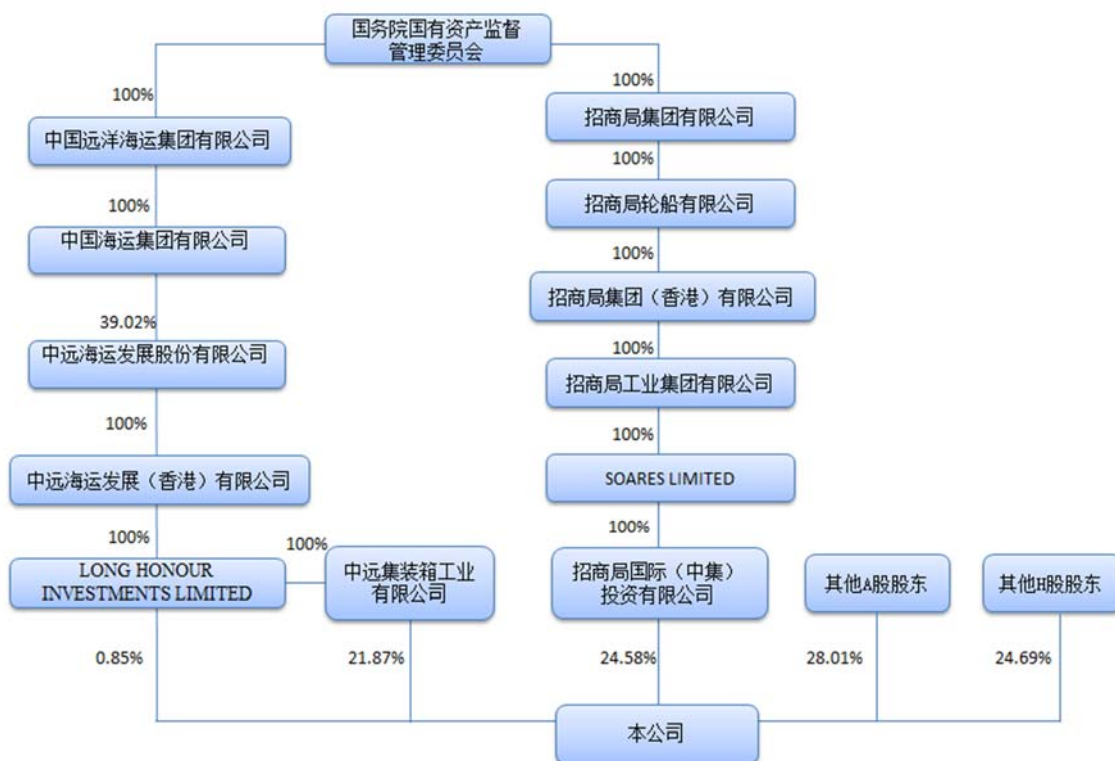 国务院国有资产监督
管理委员会
100%
100%
中国远洋海运集团有限公司
招商局集团有限公司
100%
100%
中国海运集团有限公司
招商局轮船有限公司
39.02%
100%
中远海运发展股份有限公司
招商局集团（香港）有限公司
100%
100%
中远海运发展（香港）有限公司
招商局工业集团有限公司
100%
100%
SOARES LIMITED
100%
100%
LONG HONOUR
INVESTMENTS LIMITED
中远集装箱工业
有限公司
招商局国际（中集）
投资有限公司
其他A股股东
其他H股股东
0.85%
21.87%
24.58%
28.01%
24.69%
本公司